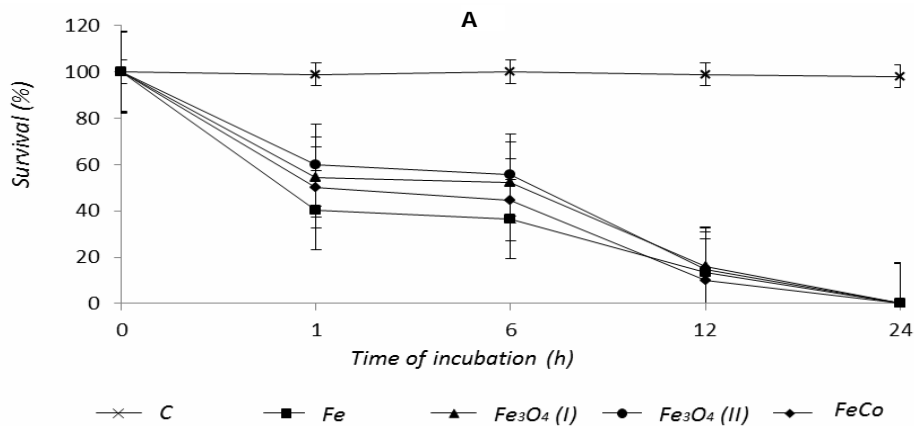 A
120
100
80
60
40
20
0
Survival (%)
0 1 6 12 24
Time of incubation (h)
C Fe Fe₃O₄ (I) Fe₃O₄ (II) FeCo